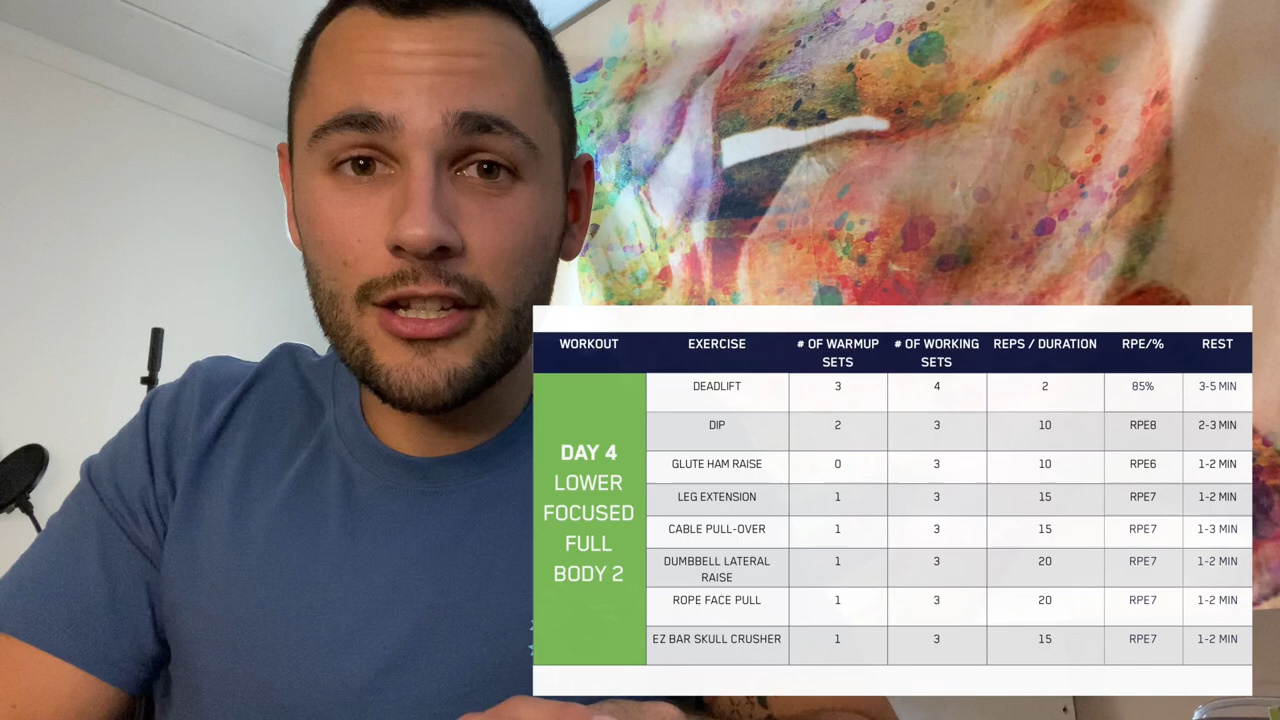 WORKOUT EXERCISE # OF WARMUP SETS # OF WORKING SETS REPS / DURATION RPE/% REST
DAY 4
LOWER
FOCUSED
FULL
BODY 2
DEADLIFT 3 4 2 85% 3-5 MIN
DIP 2 3 10 RPE8 2-3 MIN
GLUTE HAM RAISE 0 3 10 RPE6 1-2 MIN
LEG EXTENSION 1 3 15 RPE7 1-2 MIN
CABLE PULL-OVER 1 3 15 RPE7 1-3 MIN
DUMBBELL LATERAL RAISE 1 3 20 RPE7 1-2 MIN
ROPE FACE PULL 1 3 20 RPE7 1-2 MIN
EZ BAR SKULL CRUSHER 1 3 15 RPE7 1-2 MIN